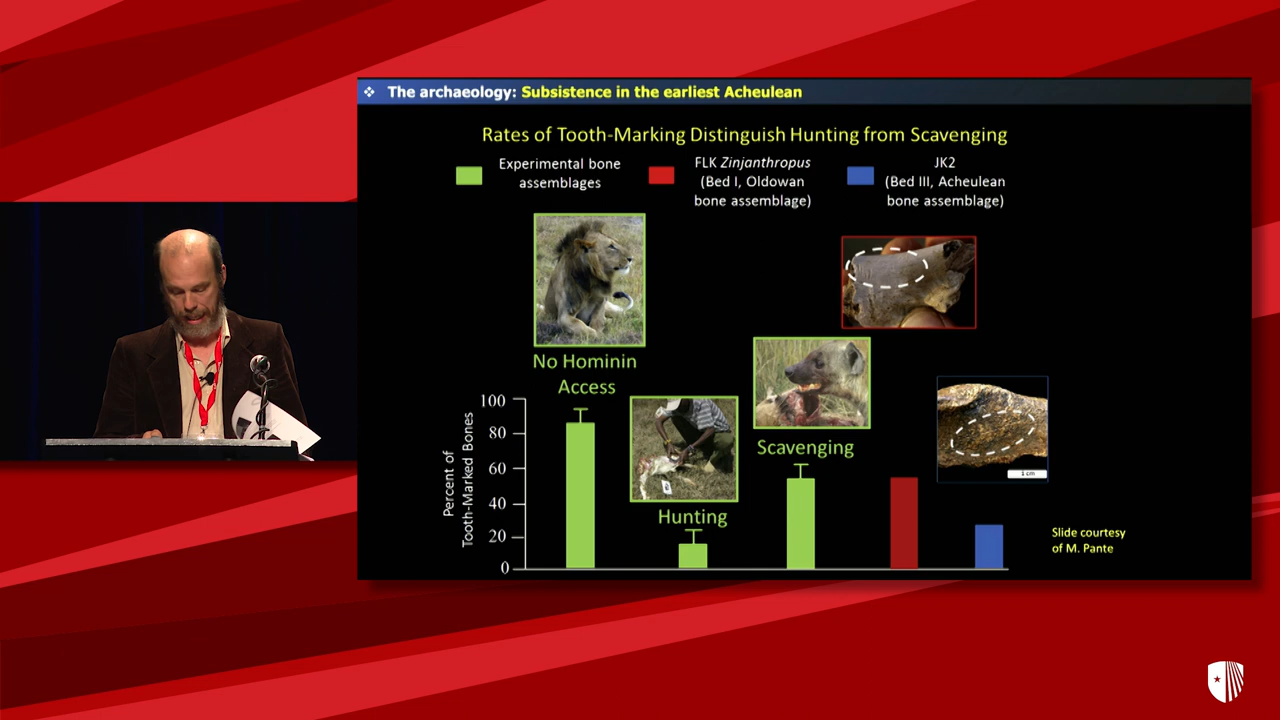 ❖ The archaeology: Subsistence in the earliest Acheulean
Rates of Tooth-Marking Distinguish Hunting from Scavenging
Experimental bone
assemblages
FLK Zinjanthropus
(Bed I, Oldowan
bone assemblage)
JK2
(Bed III, Acheulean
bone assemblage)
No Hominin
Access
Hunting
Scavenging
1 cm
Percent of
Tooth-Marked Bones
100
80
60
40
20
0
Slide courtesy
of M. Pante